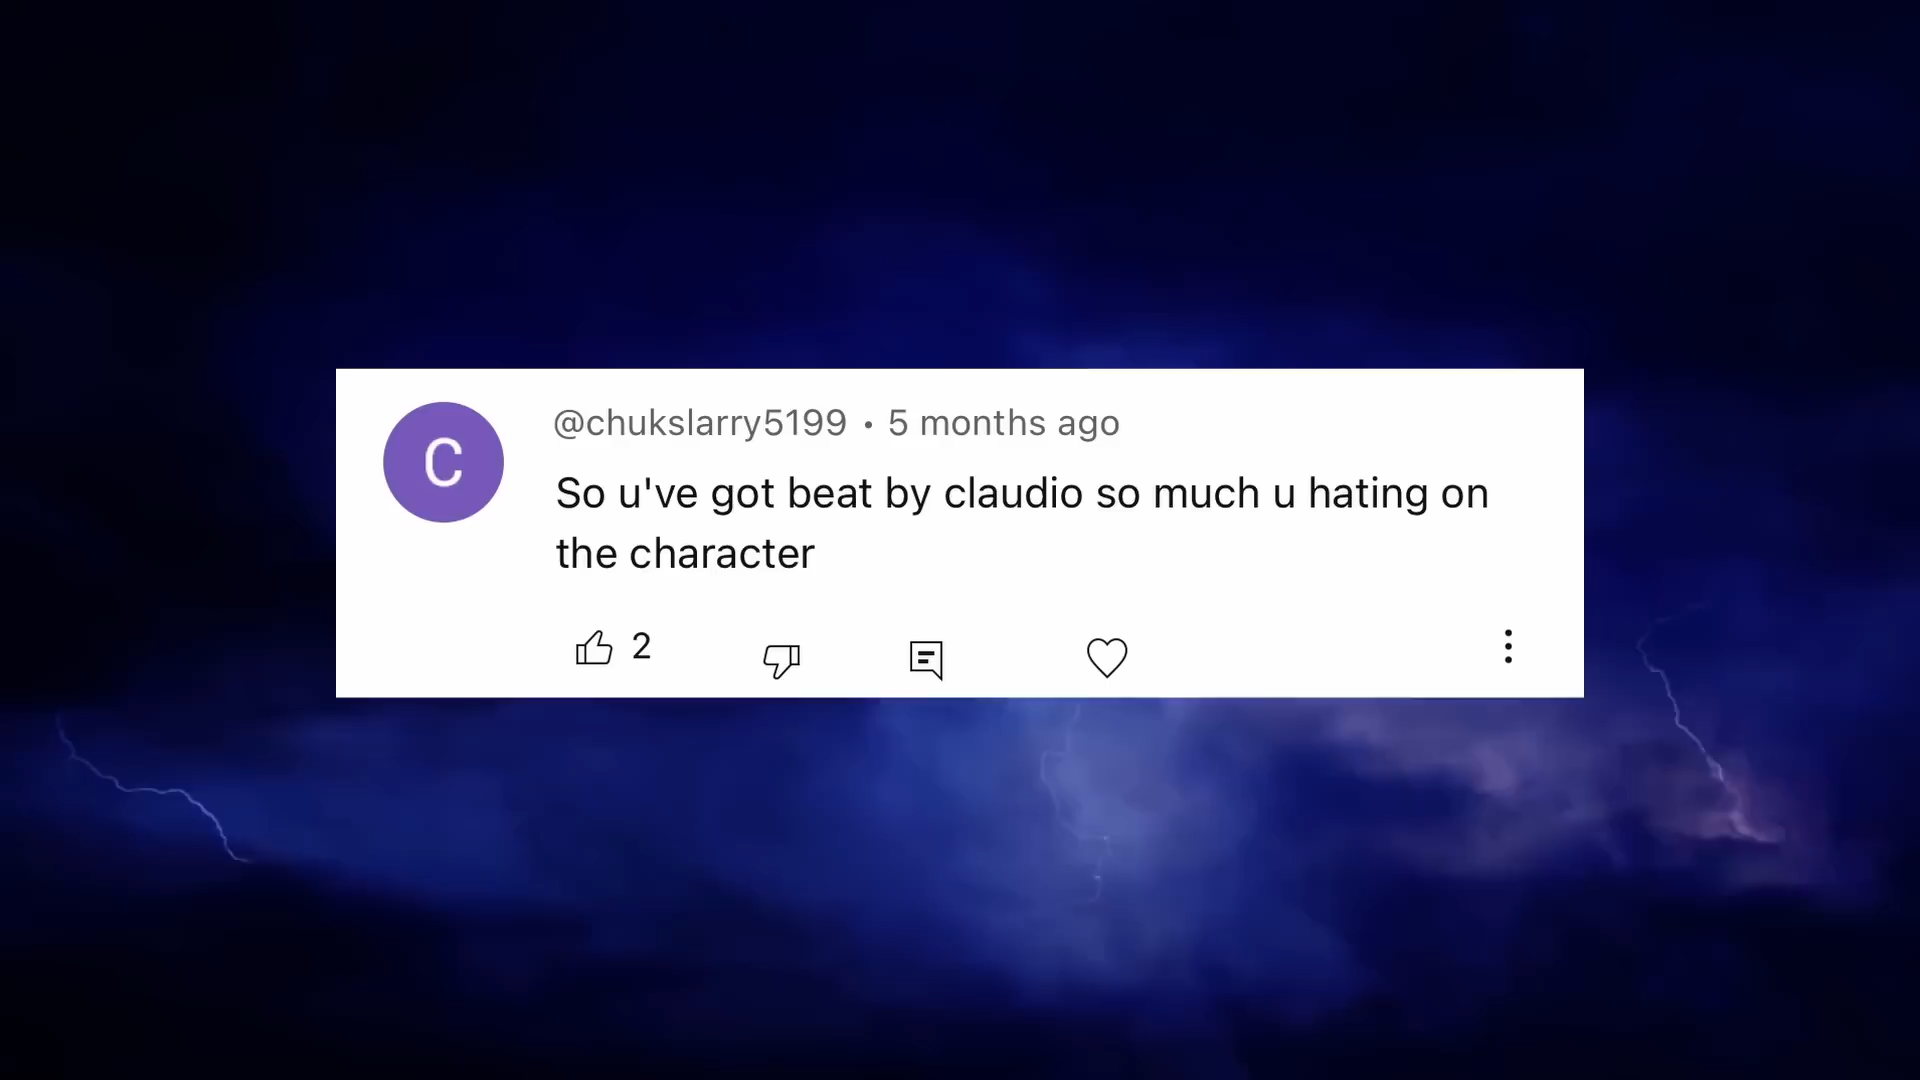 C
@chukslarry5199 • 5 months ago
So u've got beat by claudio so much u hating on
the character
2